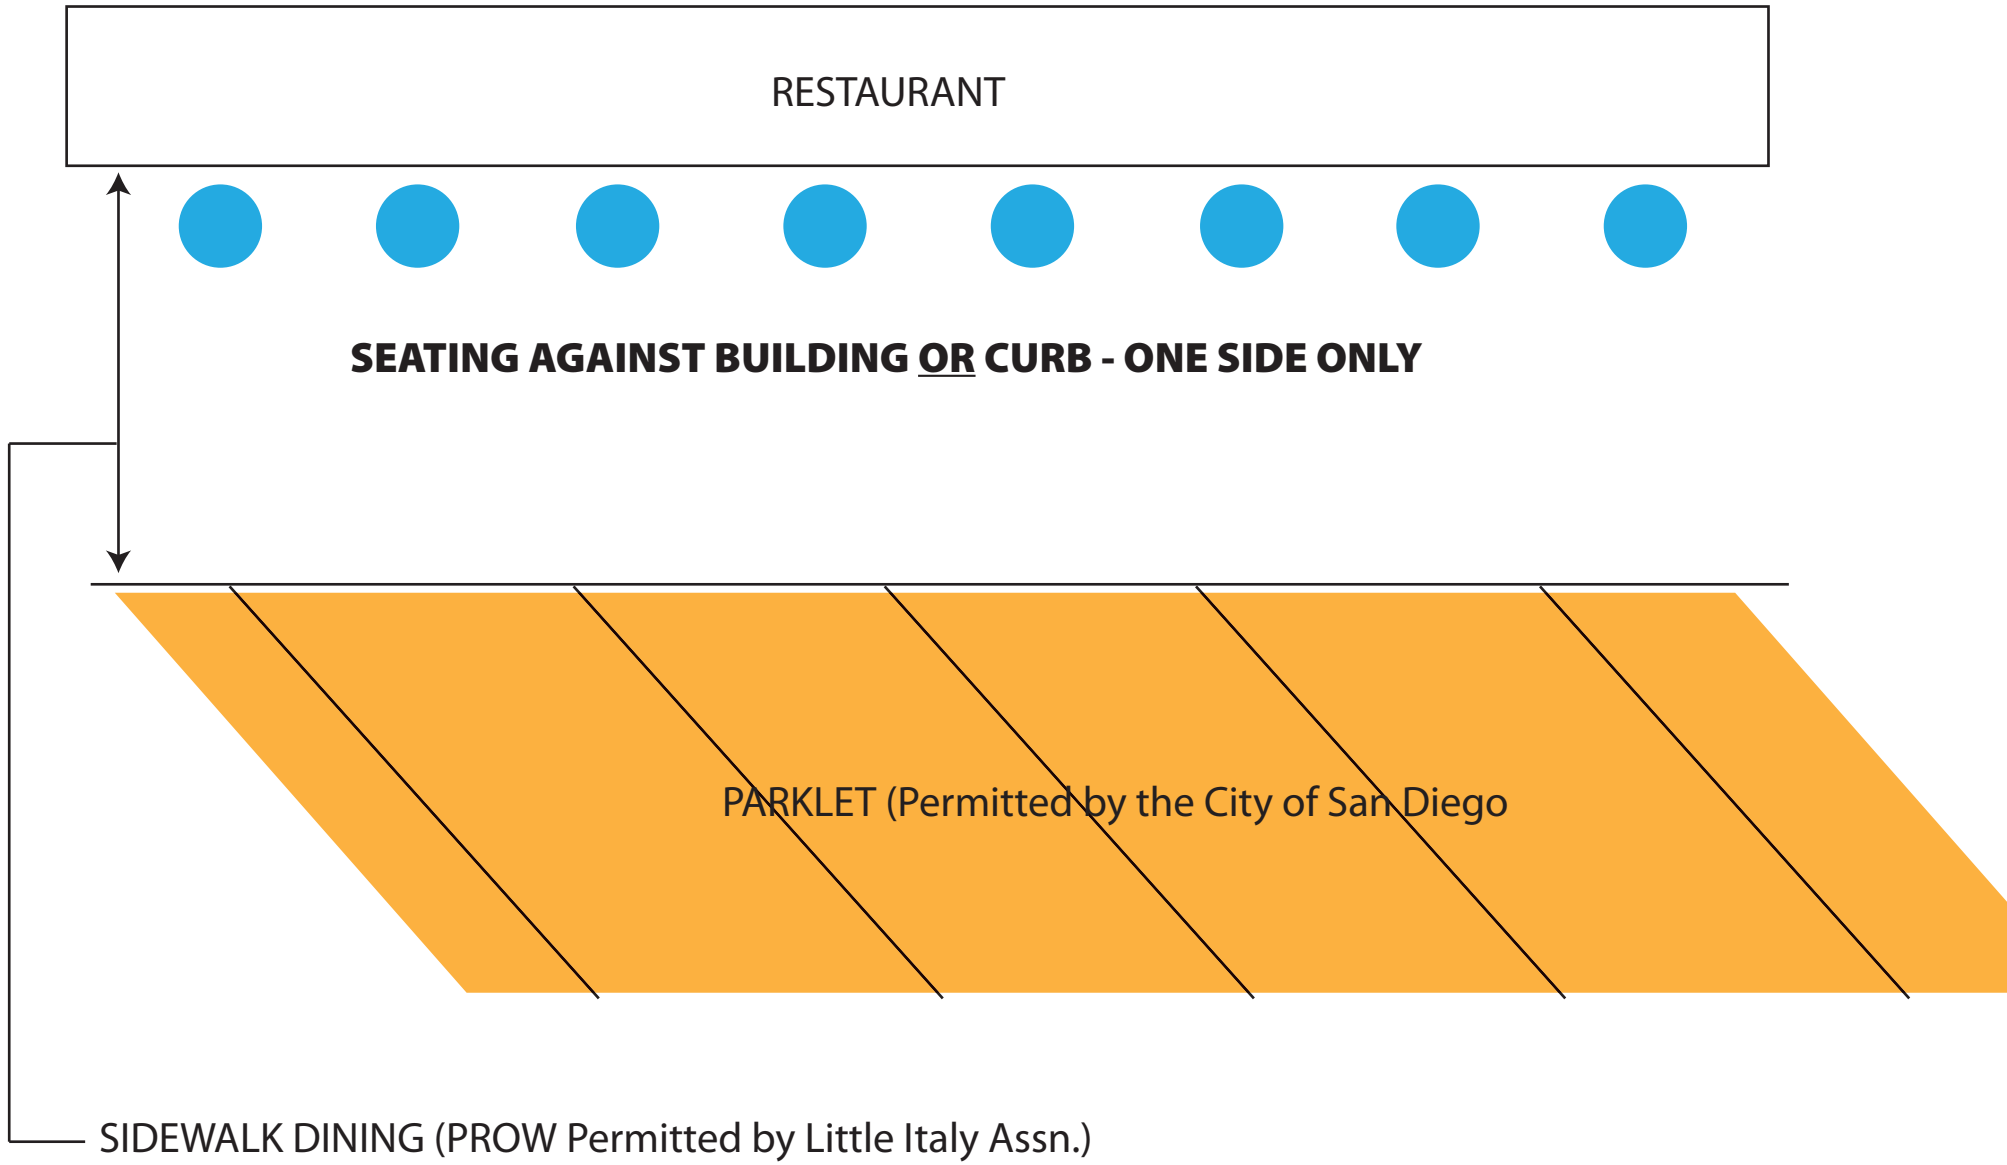 RESTAURANT
SEATING AGAINST BUILDING OR CURB - ONE SIDE ONLY
PARKLET (Permitted by the City of San Diego
SIDEWALK DINING (PROW Permitted by Little Italy Assn.)